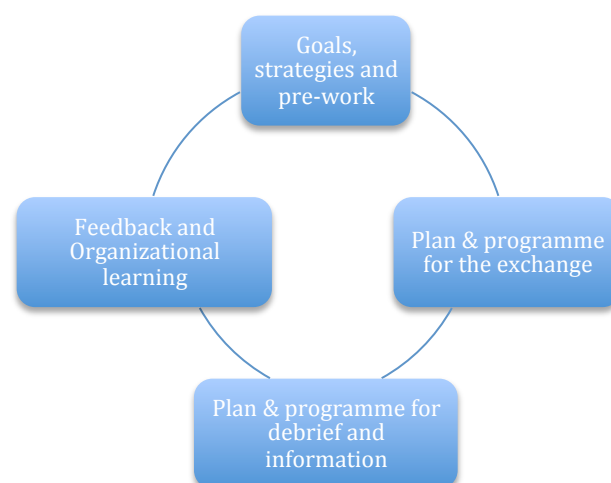 Goals,
strategies and
pre-work
Plan & programme
for the exchange
Plan & programme for
debrief and
information
Feedback and
Organizational
learning